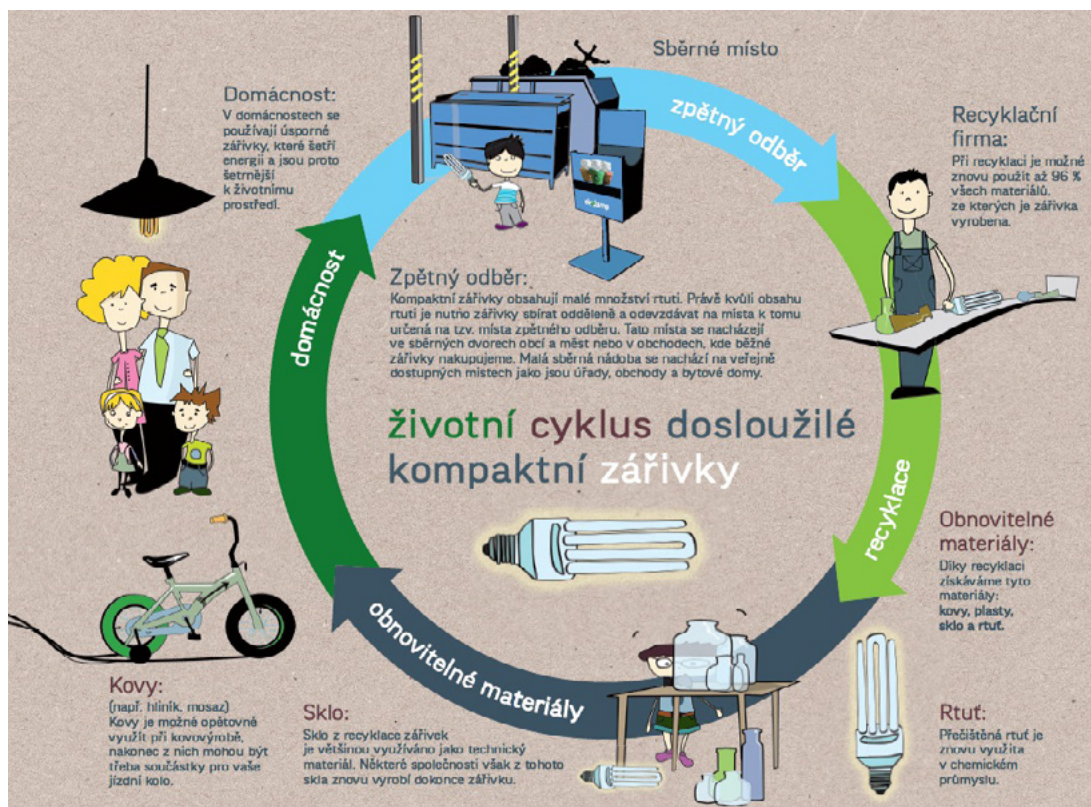 Sběrné místo
zpětný odběr
Domácnost:
V domácnostech se
používají úsporné
zářivky, které šetří
energii a jsou proto
šetrnější
k životnímu
prostředí.
Recyklační
firma:
Při recyklaci je možné
znovu použít až 96 %
všech materiálů,
ze kterých je zářivka
vyrobena.
domácnost
Zpětný odběr:
Kompaktní zářivky obsahují malé množství rtuti. Právě kvůli obsahu
rtuti je nutno zářivky sbírat odděleně a odevzdávat na místa k tomu
určená na tzv. místa zpětného odběru. Tato místa se nacházejí
ve sběrných dvorech obcí a měst nebo v obchodech, kde běžné
zářivky nakupujeme. Malá sběrná nádoba se nachází na veřejně
dostupných místech jako jsou úřady, obchody a bytové domy.
životní cyklus dosloužilé
kompaktní zářivky
recyklace
Obnovitelné
materiály:
Díky recyklaci
získáváme tyto
materiály:
kovy, plasty,
sklo a rtuť.
obnovitelné materiály
Kovy:
(např. hliník, mosaz)
Kovy je možné opětovně
využít při kovovýrobě,
nakonec z nich mohou být
třeba součástky pro vaše
jízdní kolo.
Sklo:
Sklo z recyklace zářivek
je většinou využíváno jako technický
materiál. Některé společnosti však z tohoto
skla znovu vyrobí dokonce zářivku.
Rtuť:
Přečištěná rtuť je
znovu využita
v chemickém
průmyslu.